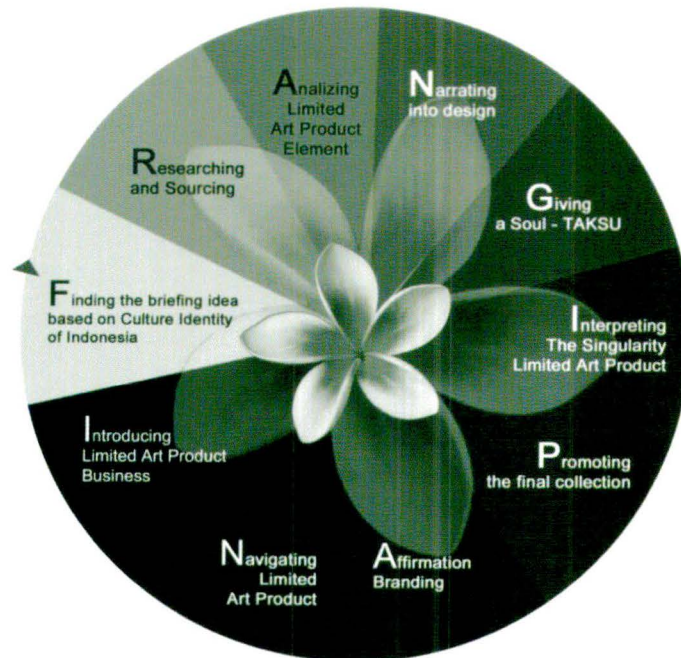 Finding the briefing idea
based on Culture Identity
of Indonesia
Researching
and Sourcing
Analizing
Limited
Art Product
Element
Narrating
into design
Giving
a Soul - TAKSU
Interpreting
The Singularity
Limited Art Product
Promoting
the final collection
Affirmation
Branding
Navigating
Limited
Art Product
Introducing
Limited Art Product
Business